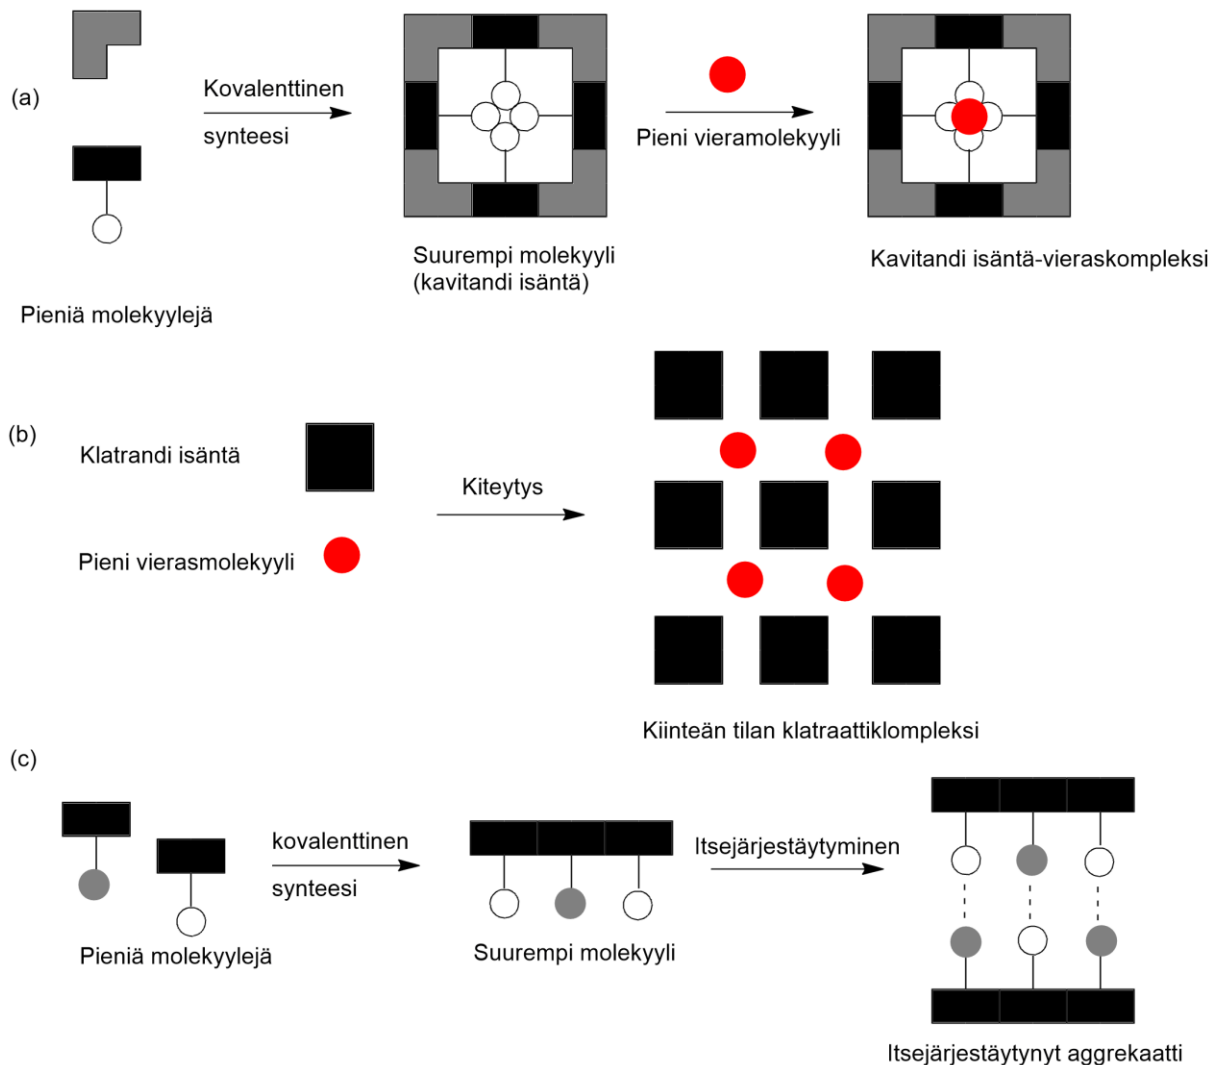 (a)
Kovalenttinen
synteesi
Pieni vieramolekyyli
Suurempi molekyyli
(kavitandi isäntä)
Kavitandi isäntä-vieraskompleksi
Pieniä molekyylejä
(b)
Klatrandi isäntä
Kiteytys
Pieni vierasmolekyyli
Kiinteän tilan klatraattiklompleksi
(c)
kovalenttinen
synteesi
Itsejärjestäytyminen
Pieniä molekyylejä
Suurempi molekyyli
Itsejärjestäytynyt aggrekaatti